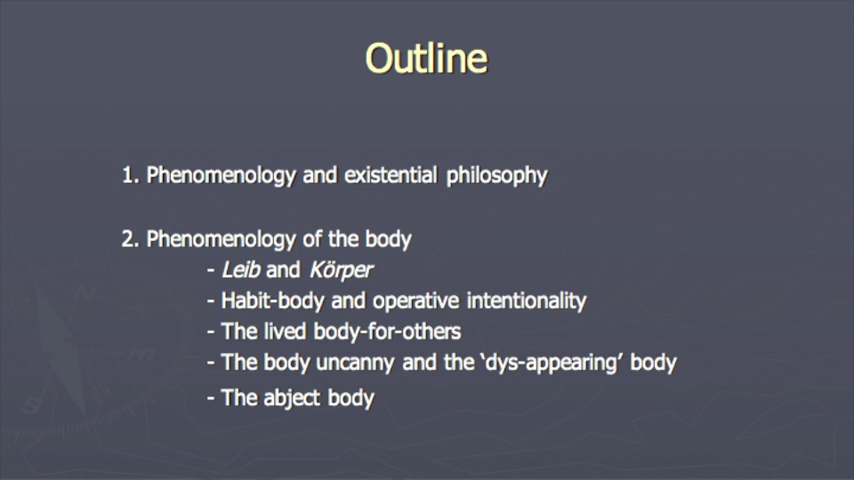 Outline
1. Phenomenology and existential philosophy
2. Phenomenology of the body
- Leib and Körper
- Habit-body and operative intentionality
- The lived body-for-others
- The body uncanny and the ‘dys-appearing’ body
- The abject body
N
S